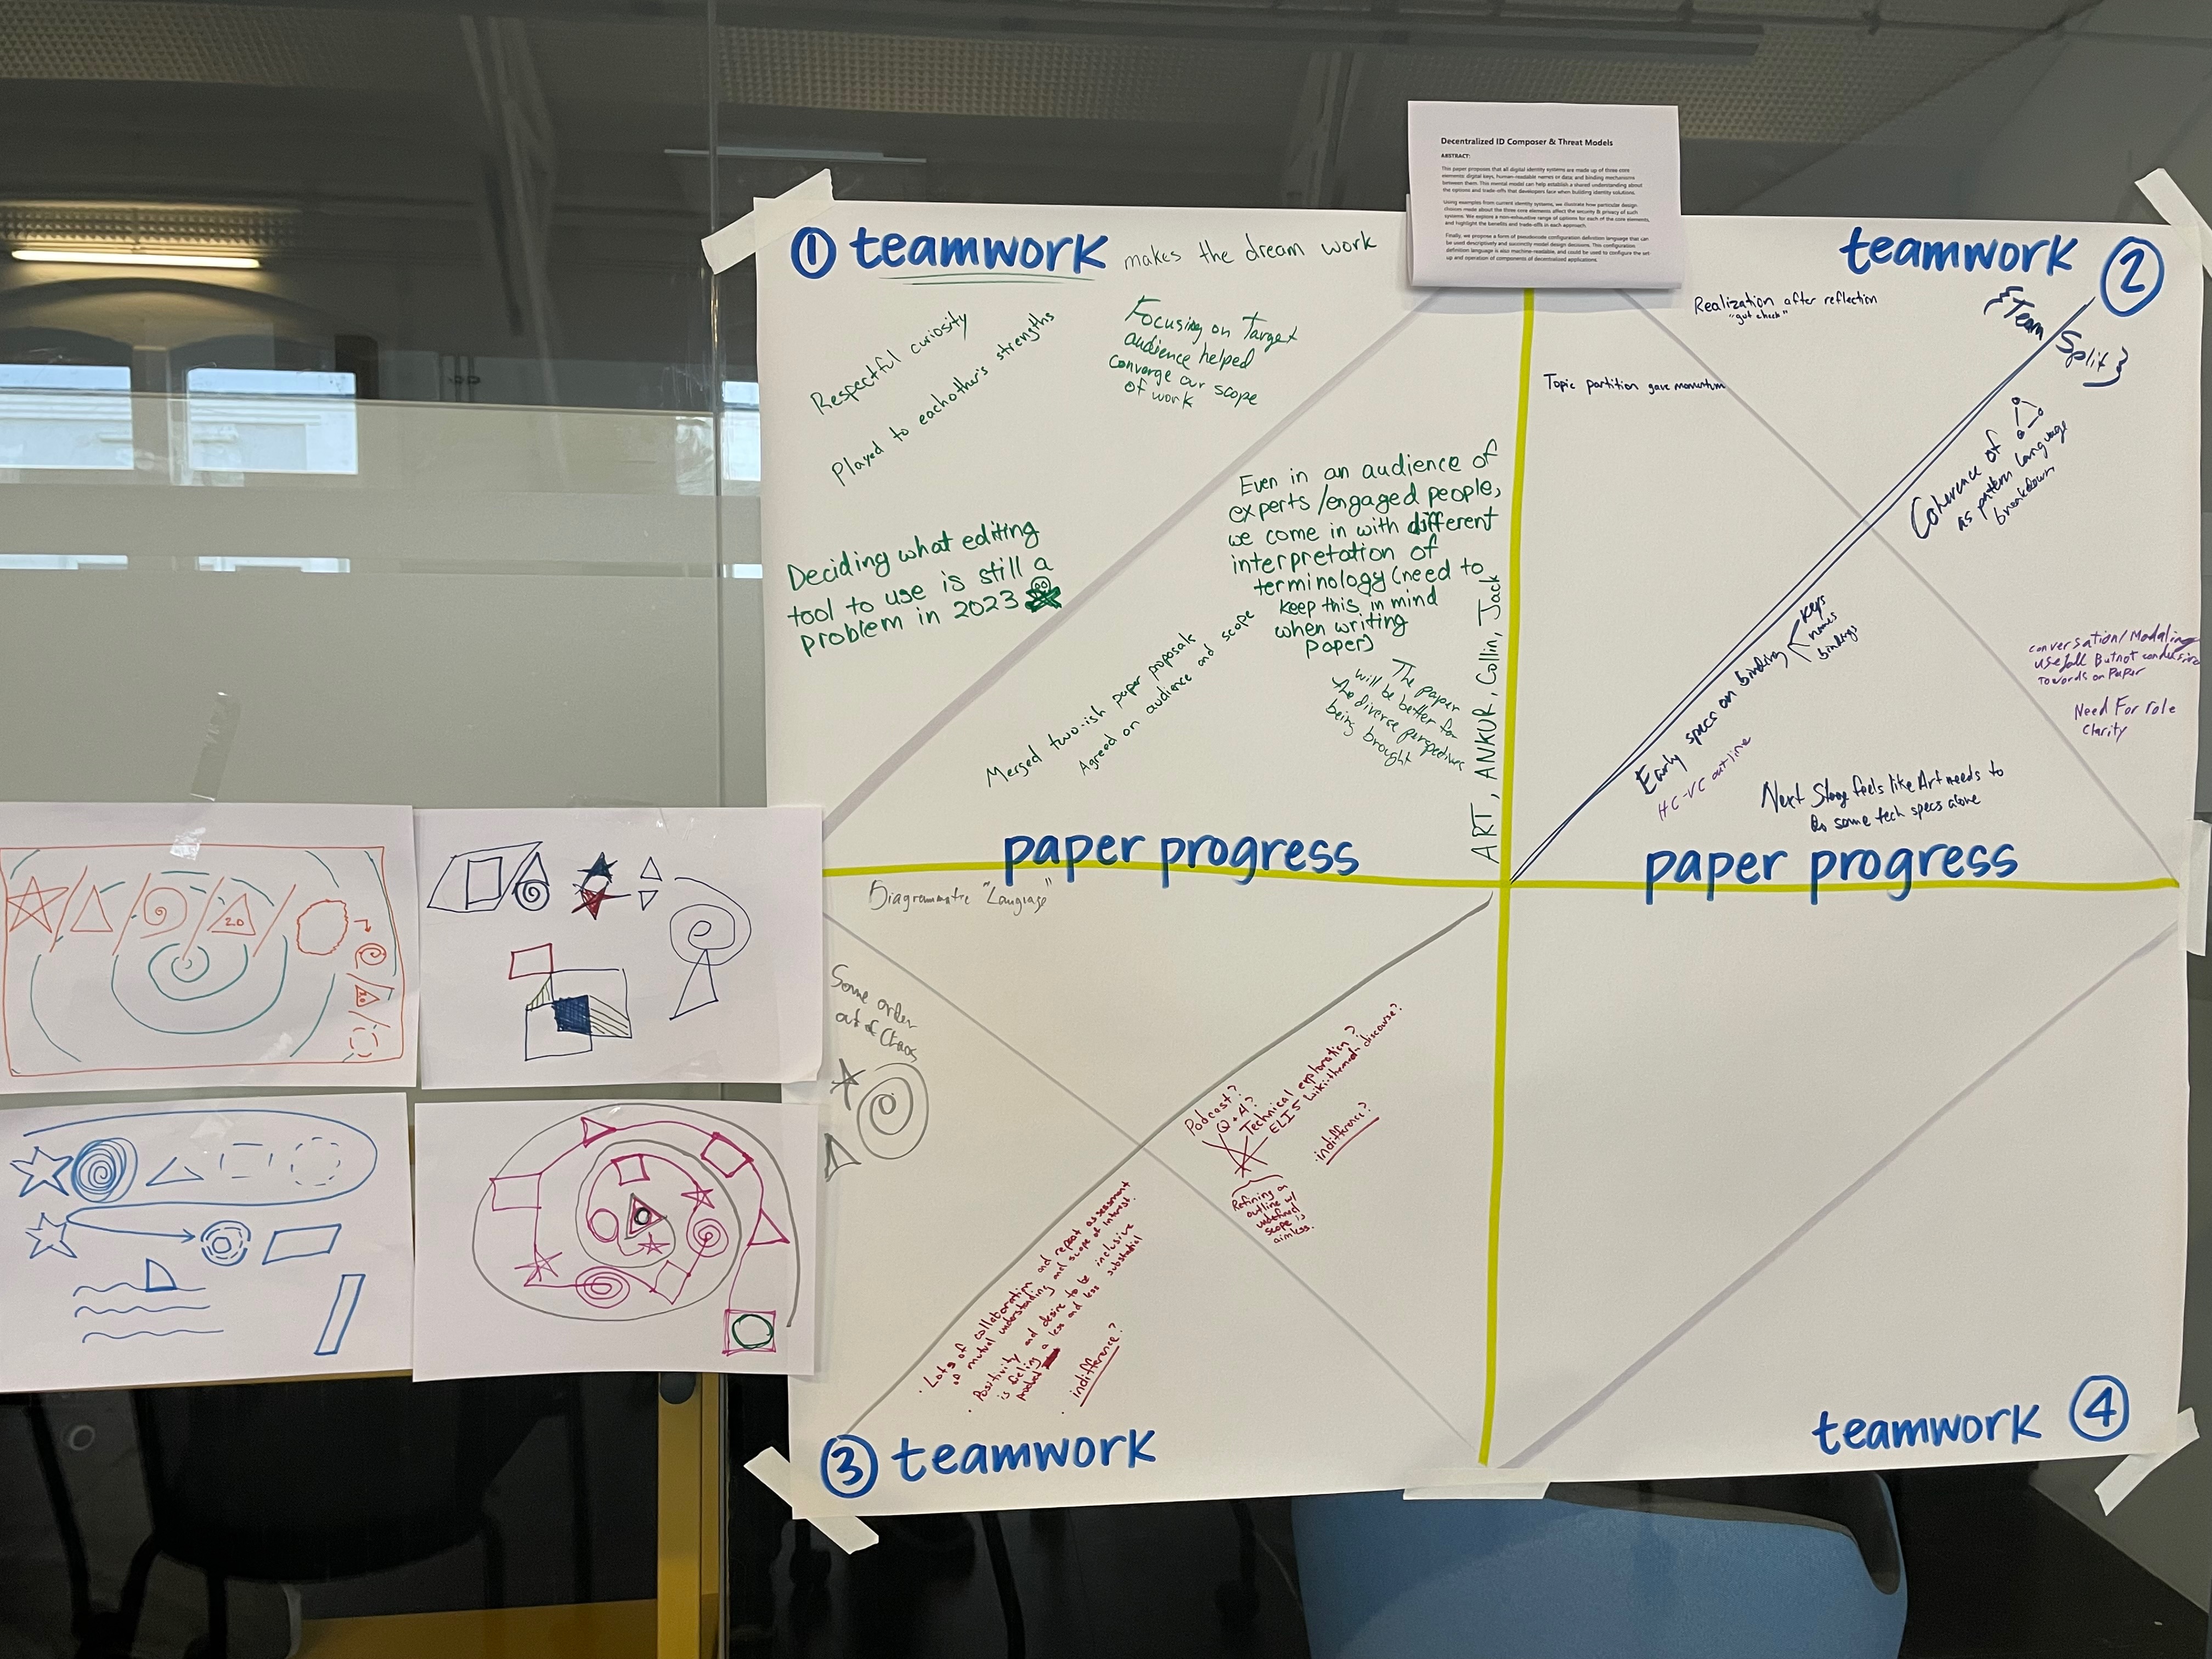 Decentralized ID Composer & Threat Models
ABSTRACT:
This paper proposes that all digital identity systems are made up of three core
elements: digital keys, human-readable names or data, and binding mechanisms
between them. This mental model can help establish a shared understanding about
the options and trade-offs that developers face when building identity solutions.
Using examples from current identity systems, we illustrate how particular design
choices made about the three core elements affect the security & privacy of such
systems. We explore a non-exhaustive range of options for each of the core elements,
and highlight the benefits and trade-offs in each approach.
Finally, we propose a form of pseudocode configuration definition language that can
be used descriptively and succinctly model design decisions. This configuration
definition language is also machine-readable, and could be used to configure the set
up and operation of components of decentralized applications.
① teamwork makes the dream work
Respectful curiosity
Played to eachother's strengths
Focusing on Target
audience helped
converge our scope
of work
Deciding what editing
tool to use is still a
problem in 2023
Even in an audience of
experts/engaged people,
we come in with different
interpretation of
terminology (need to
keep this in mind
when writing
paper)
Merged two-ish paper proposals
Agreed on audience and scope
The paper
will be better for
the diverse perspectives
being brought
ART, ANKUR, Collin, Jack
paper progress
teamwork ②
Realization after reflection
"gut check"
{Team
Split}
Topic partition gave momentum
Coherence of
as pattern language
breakdown
Early specs on binding
keys
names
bindings
HC-VC outline
conversation/Modaling
usefull But not
towards on Paper
Need For role
clarity
Next Stage feels like Art needs to
do some tech specs alone
paper progress
Diagrammatic "Language"
Some order
out of Chaos
Podcast?
Q+A?
Technical exploration?
ELI5 wiki-themed discourse?
indifference?
Refining an
outline w/
undefined
scope is
aimless.
Lots of collaboration and repeat assessment
of mutual understanding and scope of interest.
Positivity and desire to be inclusive
is feeling a less and less substantial
product
indifference?
③ teamwork
teamwork ④
2.0
2.0